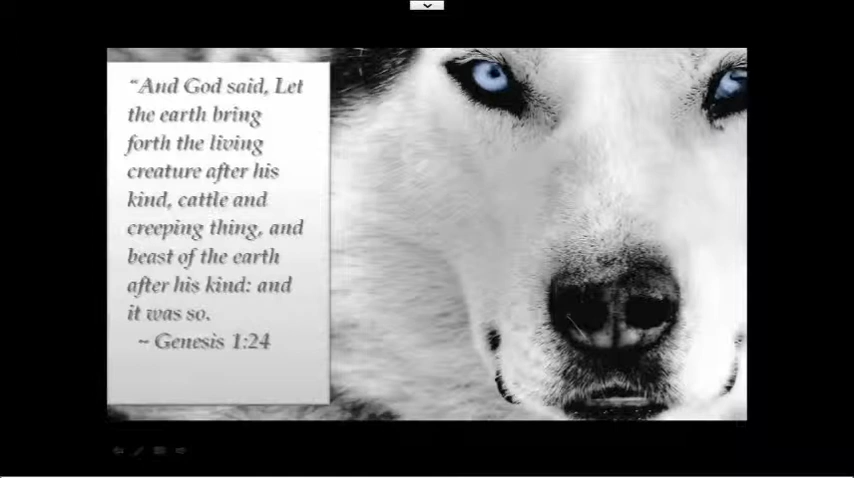 “And God said, Let
the earth bring
forth the living
creature after his
kind, cattle and
creeping thing, and
beast of the earth
after his kind: and
it was so.
~ Genesis 1:24